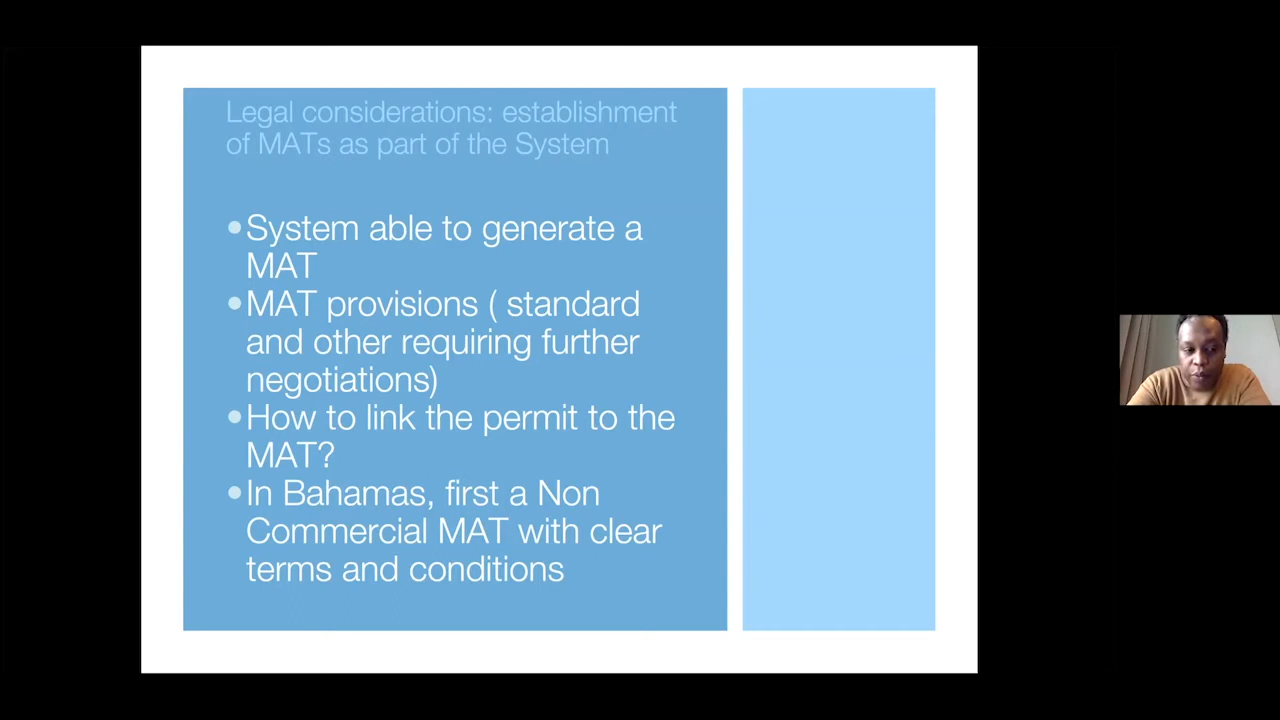 Legal considerations: establishment
of MATs as part of the System
•System able to generate a
MAT
•MAT provisions ( standard
and other requiring further
negotiations)
•How to link the permit to the
MAT?
•In Bahamas, first a Non
Commercial MAT with clear
terms and conditions